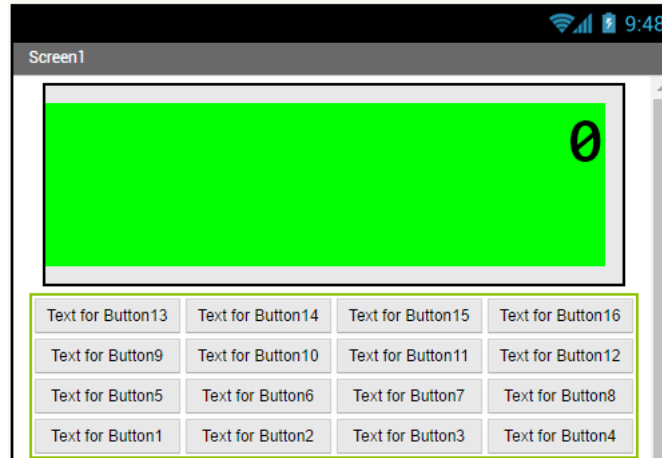 9:48
Screen1
0
Text for Button13 Text for Button14 Text for Button15 Text for Button16
Text for Button9 Text for Button10 Text for Button11 Text for Button12
Text for Button5 Text for Button6 Text for Button7 Text for Button8
Text for Button1 Text for Button2 Text for Button3 Text for Button4